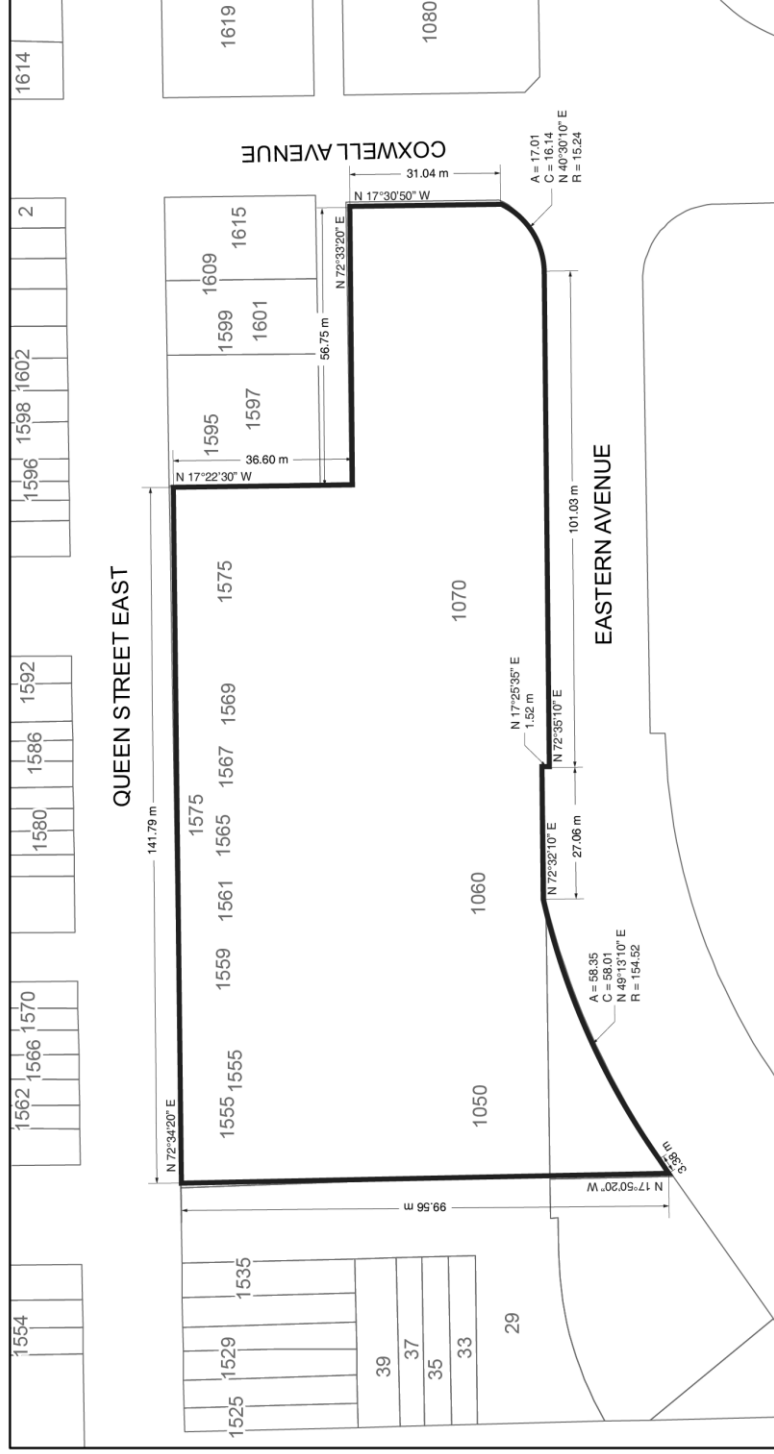 1554
1562
1566
1570
1580
1586
1592
1596
1598
1602
2
1614
QUEEN STREET EAST
141.79 m
N 72°34'20" E
N 17°22'30" W
36.60 m
1535
1529
1525
39
37
35
33
29
1555
1555
1559
1561
1565
1575
1567
1569
1575
1595
1597
1599
1601
1609
1615
1619
1080
COXWELL AVENUE
56.75 m
N 72°33'20" E
N 17°30'50" W
31.04 m
A = 17.01
C = 16.14
N 40°30'10" E
R = 15.24
99.56 m
N 17°50'20" W
1050
1060
1070
3.38 m
A = 58.35
C = 58.01
N 49°13'10" E
R = 154.52
N 72°32'10" E
27.06 m
N 17°25'35" E
1.52 m
N 72°35'10" E
101.03 m
EASTERN AVENUE